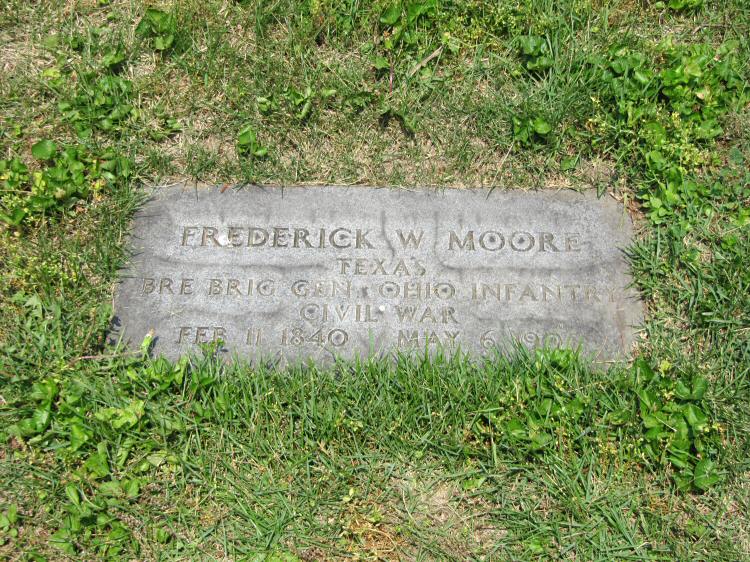 FREDERICK W MOORE
TEXAS
BRE BRIG GEN OHIO INFANTRY
CIVIL WAR
FEB 11 1840 MAY 6